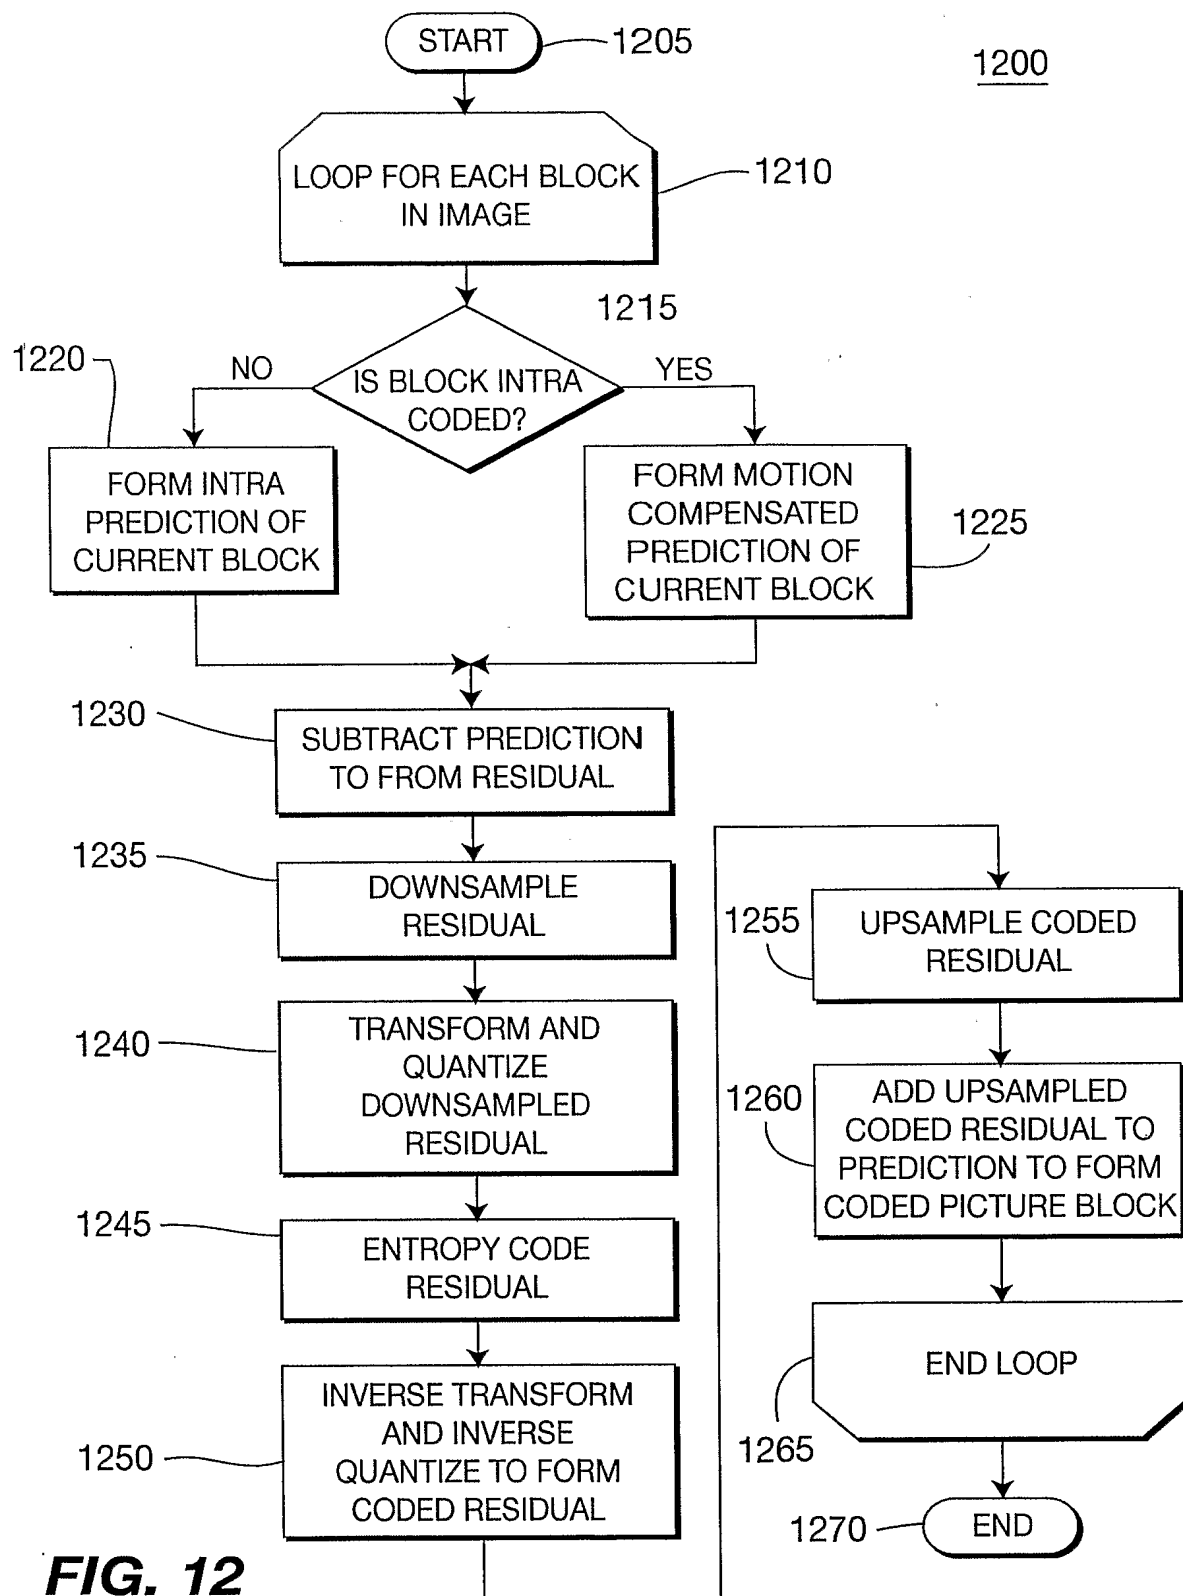 START
1205
1200
LOOP FOR EACH BLOCK
IN IMAGE
1210
1215
IS BLOCK INTRA
CODED?
NO
YES
1220
FORM INTRA
PREDICTION OF
CURRENT BLOCK
FORM MOTION
COMPENSATED
PREDICTION OF
CURRENT BLOCK
1225
1230
SUBTRACT PREDICTION
TO FROM RESIDUAL
1235
DOWNSAMPLE
RESIDUAL
1240
TRANSFORM AND
QUANTIZE
DOWNSAMPLED
RESIDUAL
1245
ENTROPY CODE
RESIDUAL
1250
INVERSE TRANSFORM
AND INVERSE
QUANTIZE TO FORM
CODED RESIDUAL
1255
UPSAMPLE CODED
RESIDUAL
1260
ADD UPSAMPLED
CODED RESIDUAL TO
PREDICTION TO FORM
CODED PICTURE BLOCK
END LOOP
1265
1270
END
FIG. 12